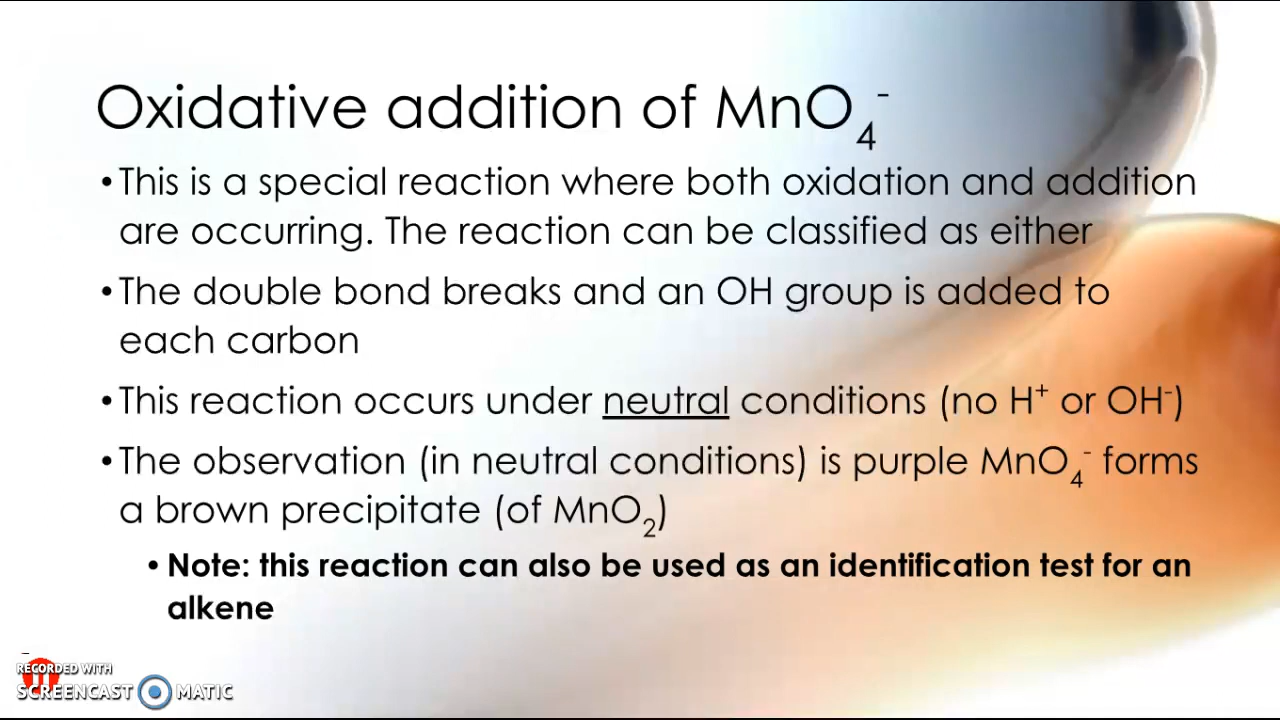 Oxidative addition of MnO₄⁻
•This is a special reaction where both oxidation and addition
are occurring. The reaction can be classified as either
•The double bond breaks and an OH group is added to
each carbon
•This reaction occurs under neutral conditions (no H⁺ or OH⁻)
•The observation (in neutral conditions) is purple MnO₄⁻ forms
a brown precipitate (of MnO₂)
•Note: this reaction can also be used as an identification test for an
alkene
RECORDED WITH
SCREENCAST MATIC